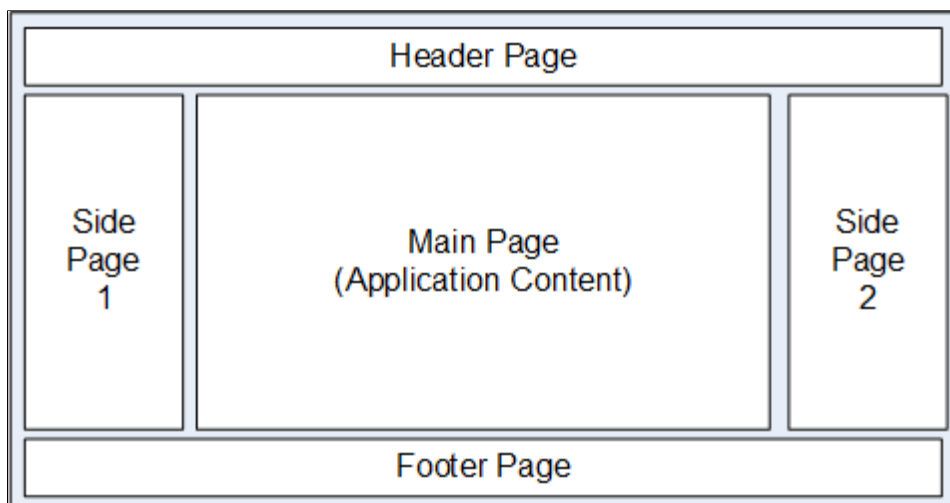 Header Page
Side
Page
1
Main Page
(Application Content)
Side
Page
2
Footer Page